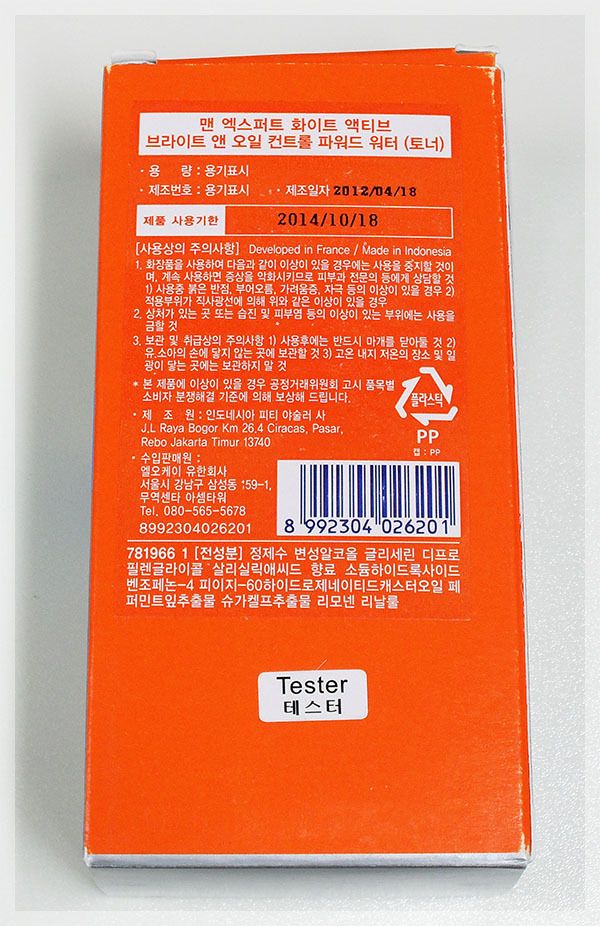 맨 엑스퍼트 화이트 액티브
브라이트 앤 오일 컨트롤 파워드 워터 (토너)
· 용 량 : 용기표시
· 제조번호 : 용기표시 · 제조일자 2012/04/18
제품 사용기한 2014/10/18
[사용상의 주의사항] Developed in France / Made in Indonesia
1. 화장품을 사용하여 다음과 같이 이상이 있을 경우에는 사용을 중지할 것이
며, 계속 사용하면 증상을 악화시키므로 피부과 전문의 등에게 상담할 것
1) 사용중 붉은 반점, 부어오름, 가려움증, 자극 등의 이상이 있을 경우 2)
적용부위가 직사광선에 의해 위와 같은 이상이 있을 경우
2. 상처가 있는 곳 또는 습진 및 피부염 등의 이상이 있는 부위에는 사용을
금할 것
3. 보관 및 취급상의 주의사항 1) 사용후에는 반드시 마개를 닫아둘 것 2)
유.소아의 손에 닿지 않는 곳에 보관할 것 3) 고온 내지 저온의 장소 및 일
광이 닿는 곳에는 보관하지 말 것
* 본 제품에 이상이 있을 경우 공정거래위원회 고시 품목별
소비자 분쟁해결 기준에 의해 보상해 드립니다.
플라스틱
PP
캡 : PP
· 제 조 원 : 인도네시아 피티 야술러 사
J.L Raya Bogor Km 26.4 Ciracas, Pasar,
Rebo Jakarta Timur 13740
· 수입판매원 :
엘오케이 유한회사
서울시 강남구 삼성동 159-1,
무역센타 아셈타워
Tel. 080-565-5678
8992304026201
8 992304 026201
781966 1 [전성분] 정제수 변성알코올 글리세린 디프로
필렌글라이콜 살리실릭애씨드 향료 소듐하이드록사이드
벤조페논-4 피이지-60하이드로제네이티드캐스터오일 페
퍼민트잎추출물 슈가켈프추출물 리모넨 리날룰
Tester
테스터